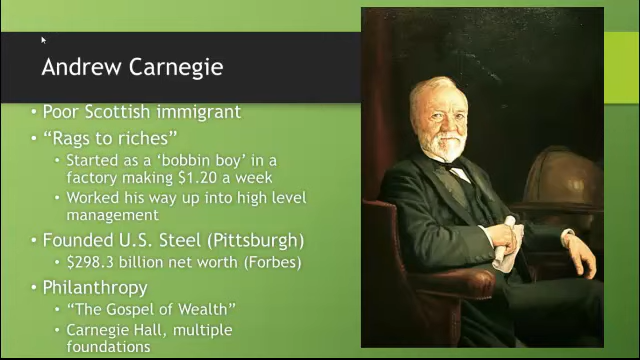 Andrew Carnegie
• Poor Scottish immigrant
• “Rags to riches”
• Started as a ‘bobbin boy’ in a
factory making $1.20 a week
• Worked his way up into high level
management
• Founded U.S. Steel (Pittsburgh)
• $298.3 billion net worth (Forbes)
• Philanthropy
• “The Gospel of Wealth”
• Carnegie Hall, multiple
foundations